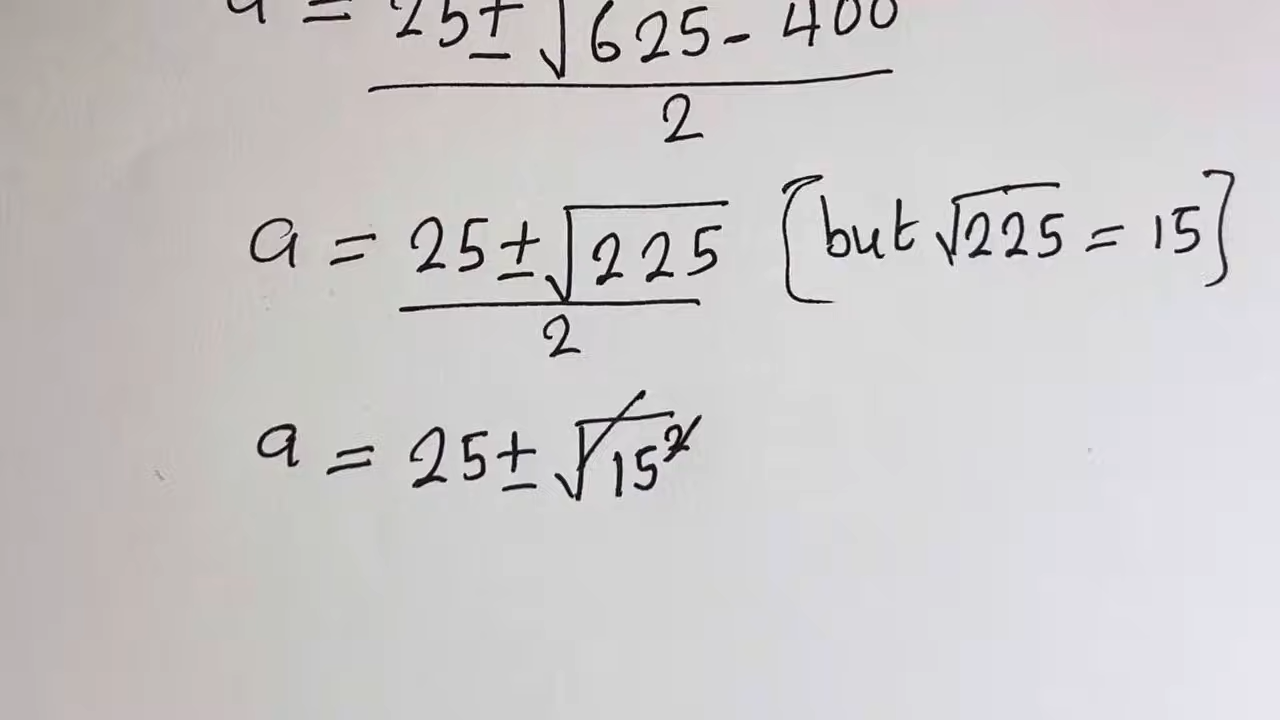 a = 25 ± √625 - 400
2
a = 25 ± √225 [but √225 = 15]
2
a = 25 ± √15²